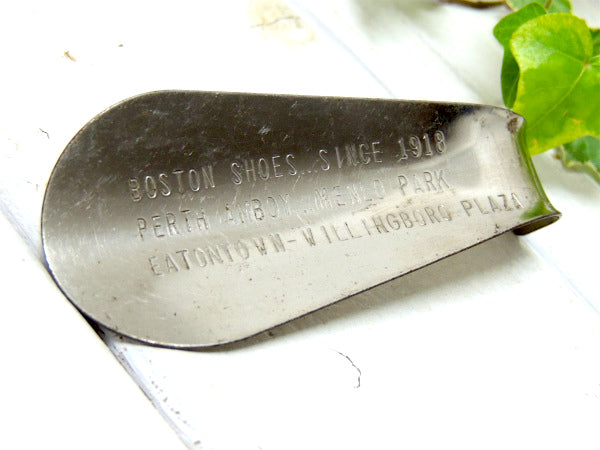 BOSTON SHOES...SINCE 1918
PERTH AMBOY..MENLO PARK
EATONTOWN-WILLINGBORO PLAZA